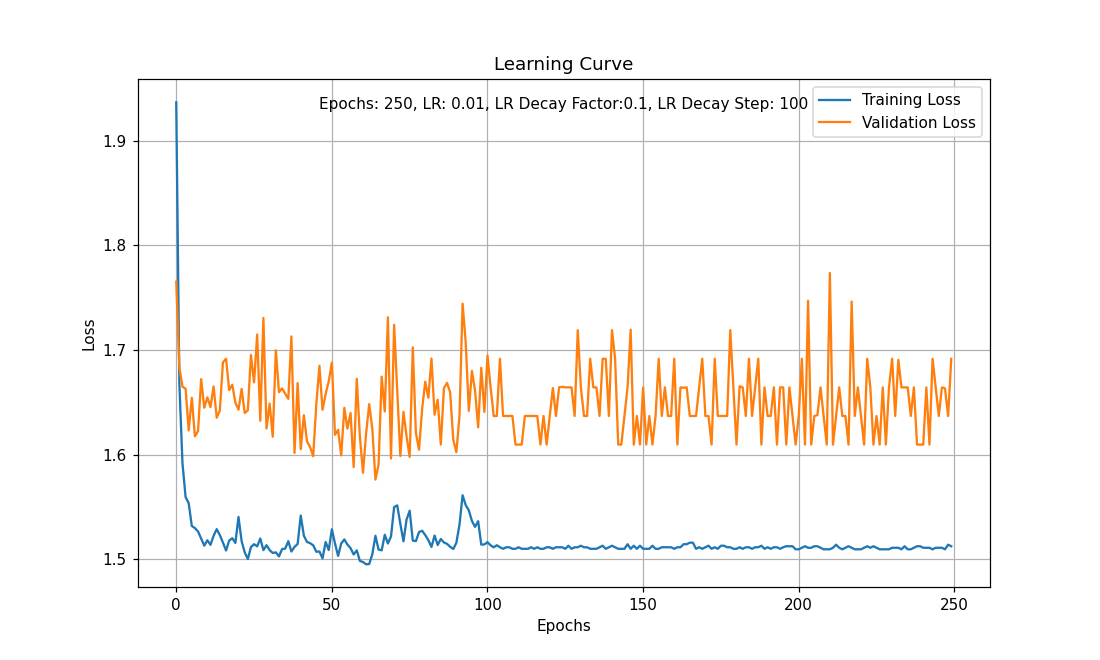 Learning Curve
Epochs: 250, LR: 0.01, LR Decay Factor:0.1, LR Decay Step: 100
Training Loss
Validation Loss
1.9
1.8
1.7
1.6
1.5
Loss
0
50
100
150
200
250
Epochs